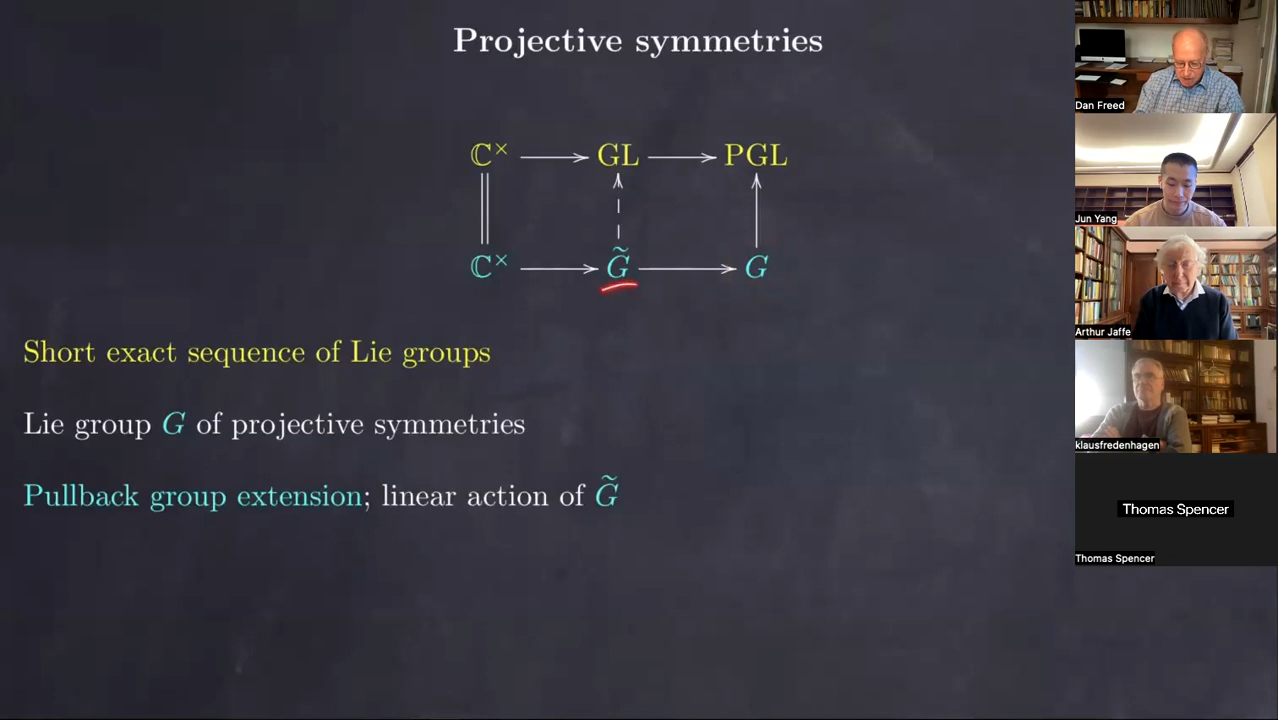 Projective symmetries
ℂ× → GL → PGL
ℂ× → G̃ → G
Short exact sequence of Lie groups
Lie group G of projective symmetries
Pullback group extension; linear action of G̃
Dan Freed
Jun Yang
Arthur Jaffe
klausfredenhagen
Thomas Spencer
Thomas Spencer